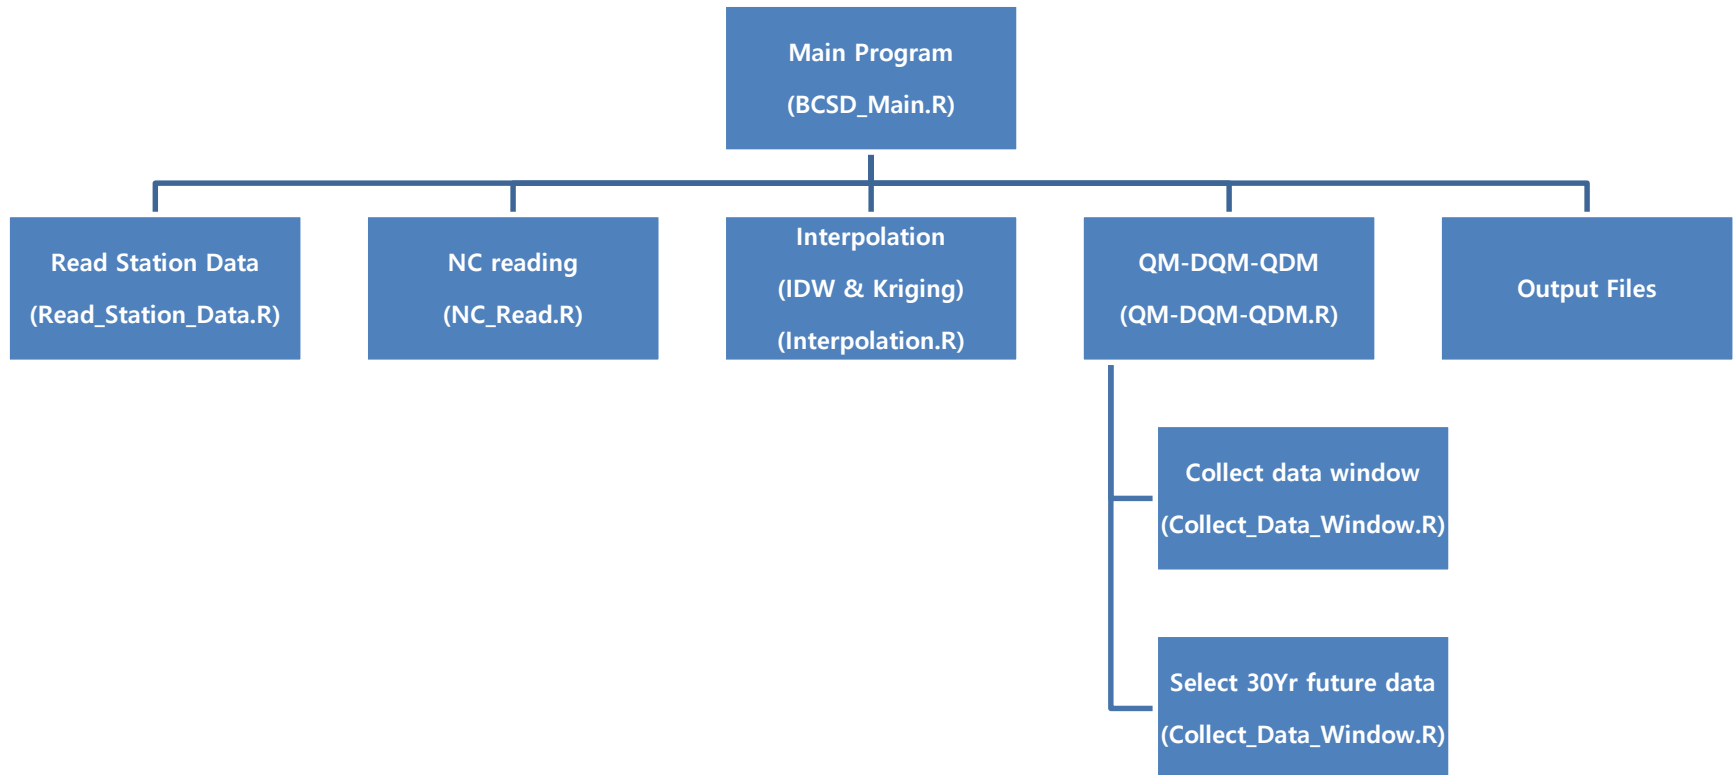 Main Program
(BCSD_Main.R)
Read Station Data
(Read_Station_Data.R)
NC reading
(NC_Read.R)
Interpolation
(IDW & Kriging)
(Interpolation.R)
QM-DQM-QDM
(QM-DQM-QDM.R)
Output Files
Collect data window
(Collect_Data_Window.R)
Select 30Yr future data
(Collect_Data_Window.R)